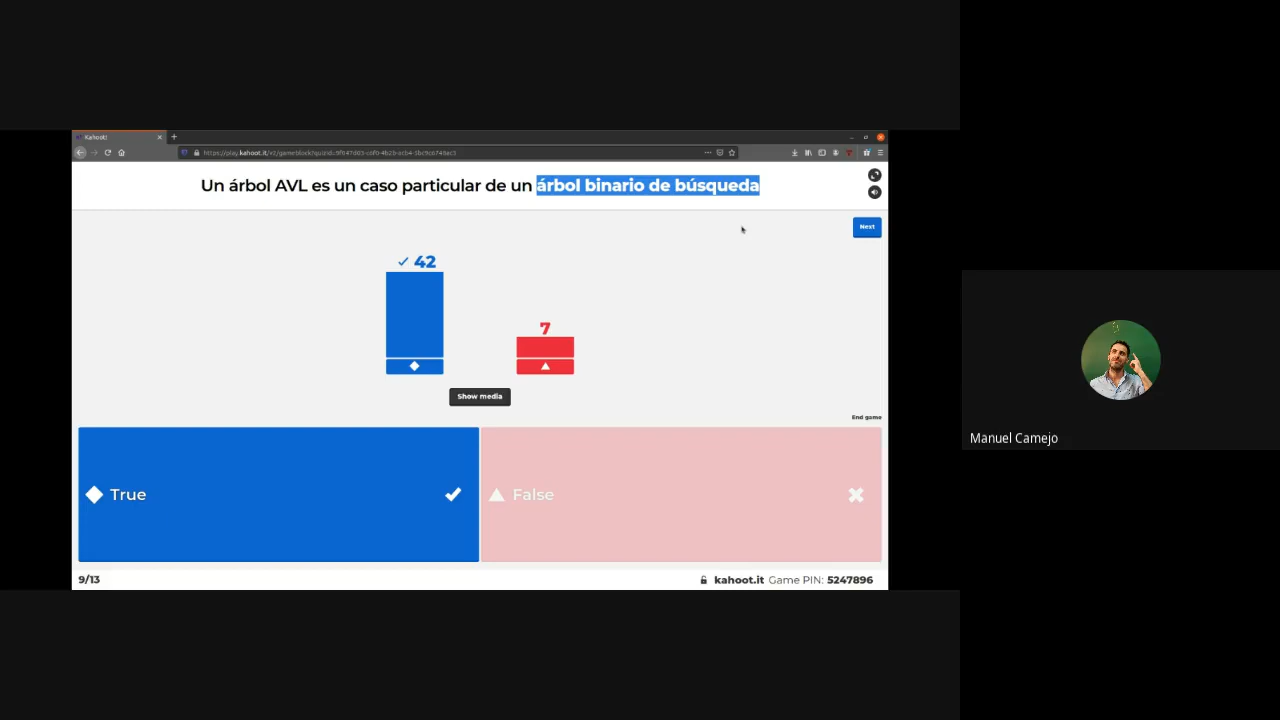 Kahoot!
Un árbol AVL es un caso particular de un árbol binario de búsqueda
Next
42
7
Show media
End game
True
False
9/13
kahoot.it Game PIN: 5247896
Manuel Camejo